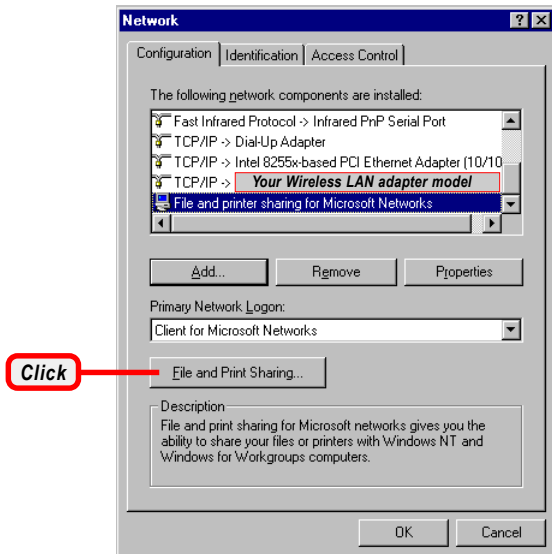 Network
Configuration Identification Access Control
The following network components are installed:
Fast Infrared Protocol -> Infrared PnP Serial Port
TCP/IP -> Dial-Up Adapter
TCP/IP -> Intel 8255x-based PCI Ethernet Adapter (10/10
TCP/IP -> Your Wireless LAN adapter model
File and printer sharing for Microsoft Networks
Add... Remove Properties
Primary Network Logon:
Client for Microsoft Networks
Click
File and Print Sharing...
Description
File and print sharing for Microsoft networks gives you the
ability to share your files or printers with Windows NT and
Windows for Workgroups computers.
OK Cancel